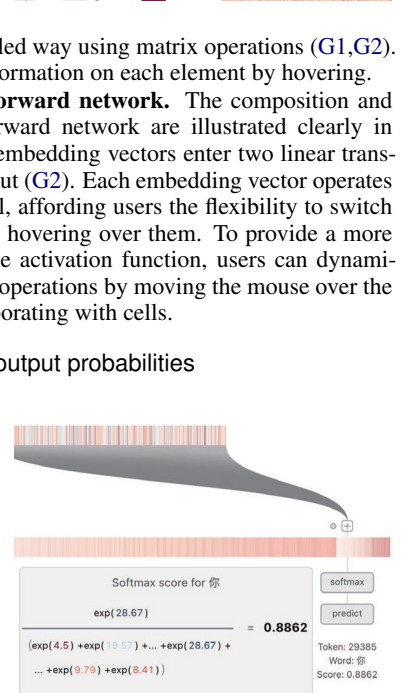 led way using matrix operations (G1,G2).
ormation on each element by hovering.
orward network. The composition and
rward network are illustrated clearly in
embedding vectors enter two linear trans-
ut (G2). Each embedding vector operates
l, affording users the flexibility to switch
hovering over them. To provide a more
e activation function, users can dynami-
operations by moving the mouse over the
porating with cells.
output probabilities
Softmax score for 你
exp(28.67)
(exp(4.5) +exp(19.57) +... +exp(28.67) +
... +exp(9.79) +exp(8.41))
= 0.8862
softmax
predict
Token: 29385
Word: 你
Score: 0.8862